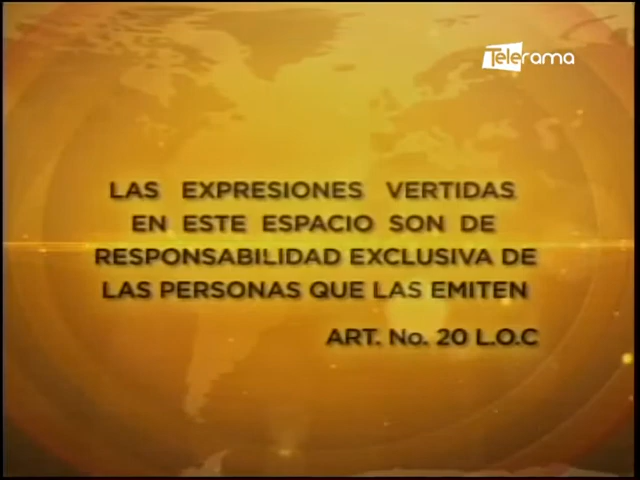 Telerama
LAS EXPRESIONES VERTIDAS
EN ESTE ESPACIO SON DE
RESPONSABILIDAD EXCLUSIVA DE
LAS PERSONAS QUE LAS EMITEN
ART. No. 20 L.O.C